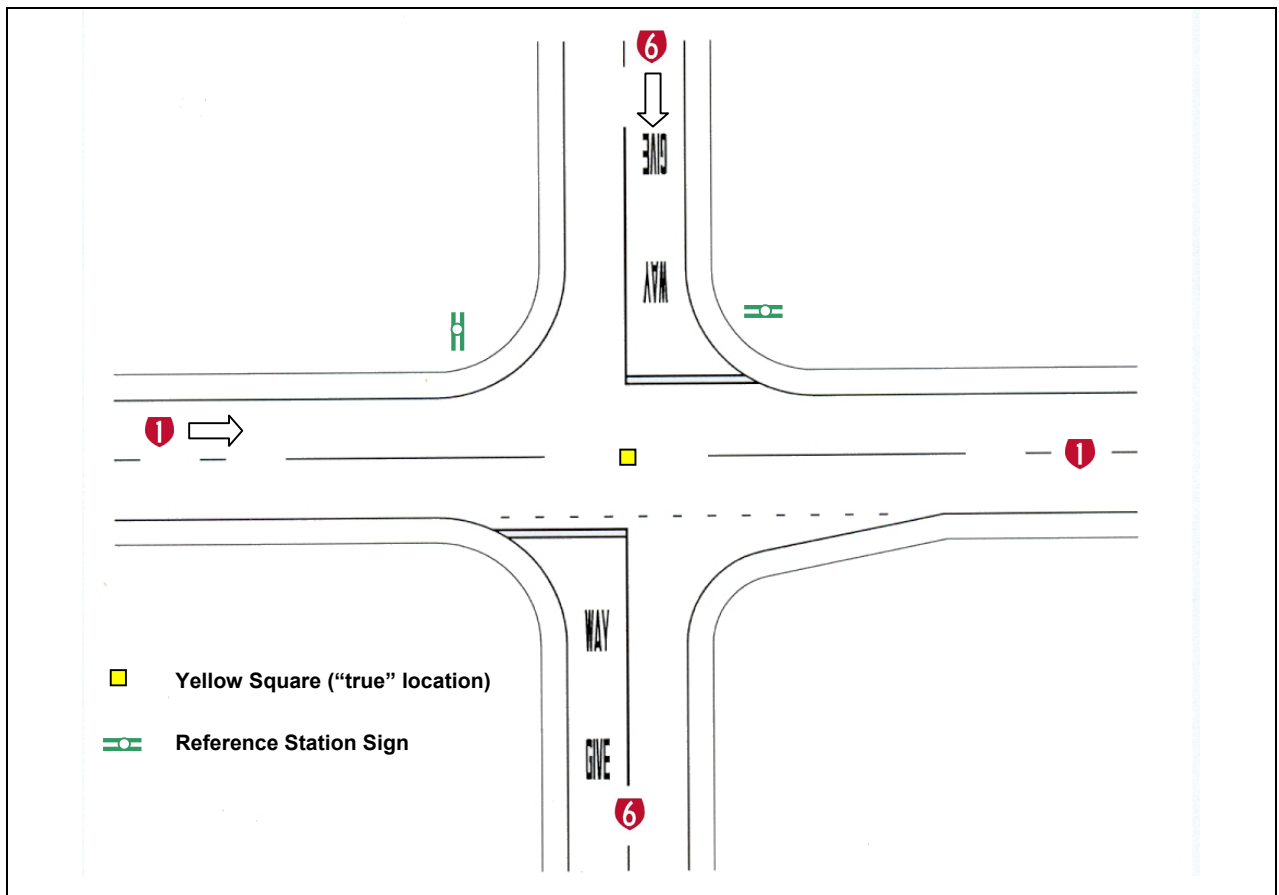 6
GIVE
WAY
1
1
WAY
Yellow Square (“true” location)
Reference Station Sign
GIVE
6